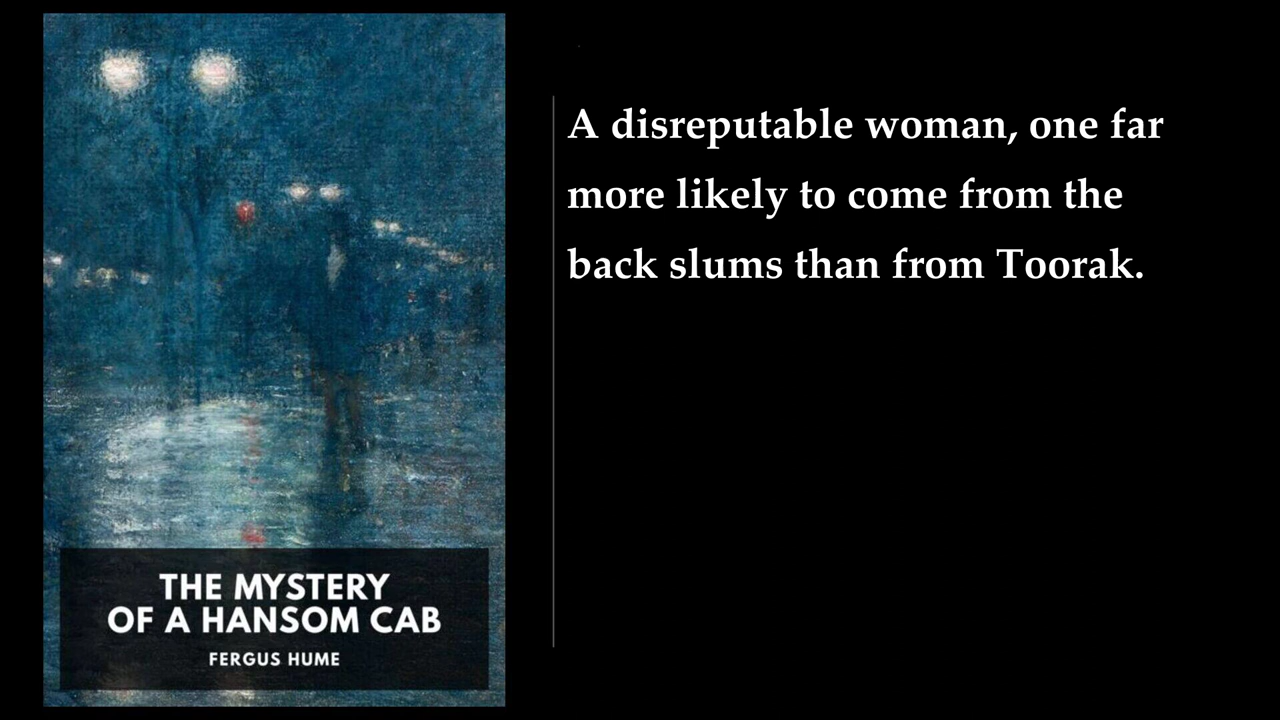 THE MYSTERY
OF A HANSOM CAB
FERGUS HUME
A disreputable woman, one far
more likely to come from the
back slums than from Toorak.